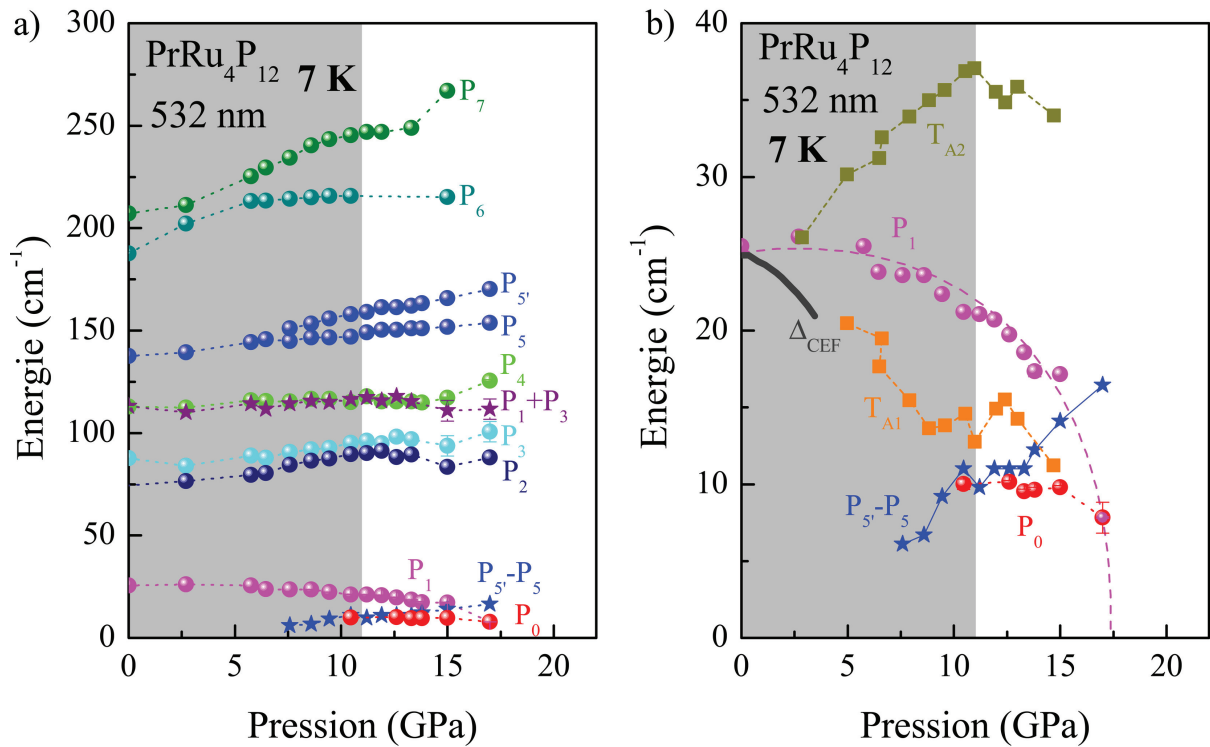 a)
300
250
200
150
100
50
0
Energie (cm⁻¹)
PrRu₄P₁₂
7 K
532 nm
P₇
P₆
P₅'
P₅
P₄
P₁+P₃
P₃
P₂
P₁
P₅'-P₅
P₀
0 5 10 15 20
Pression (GPa)
b)
40
30
20
10
0
Energie (cm⁻¹)
PrRu₄P₁₂
532 nm
7 K
T_A2
P₁
Δ_CEF
T_A1
P₅'-P₅
P₀
0 5 10 15 20
Pression (GPa)